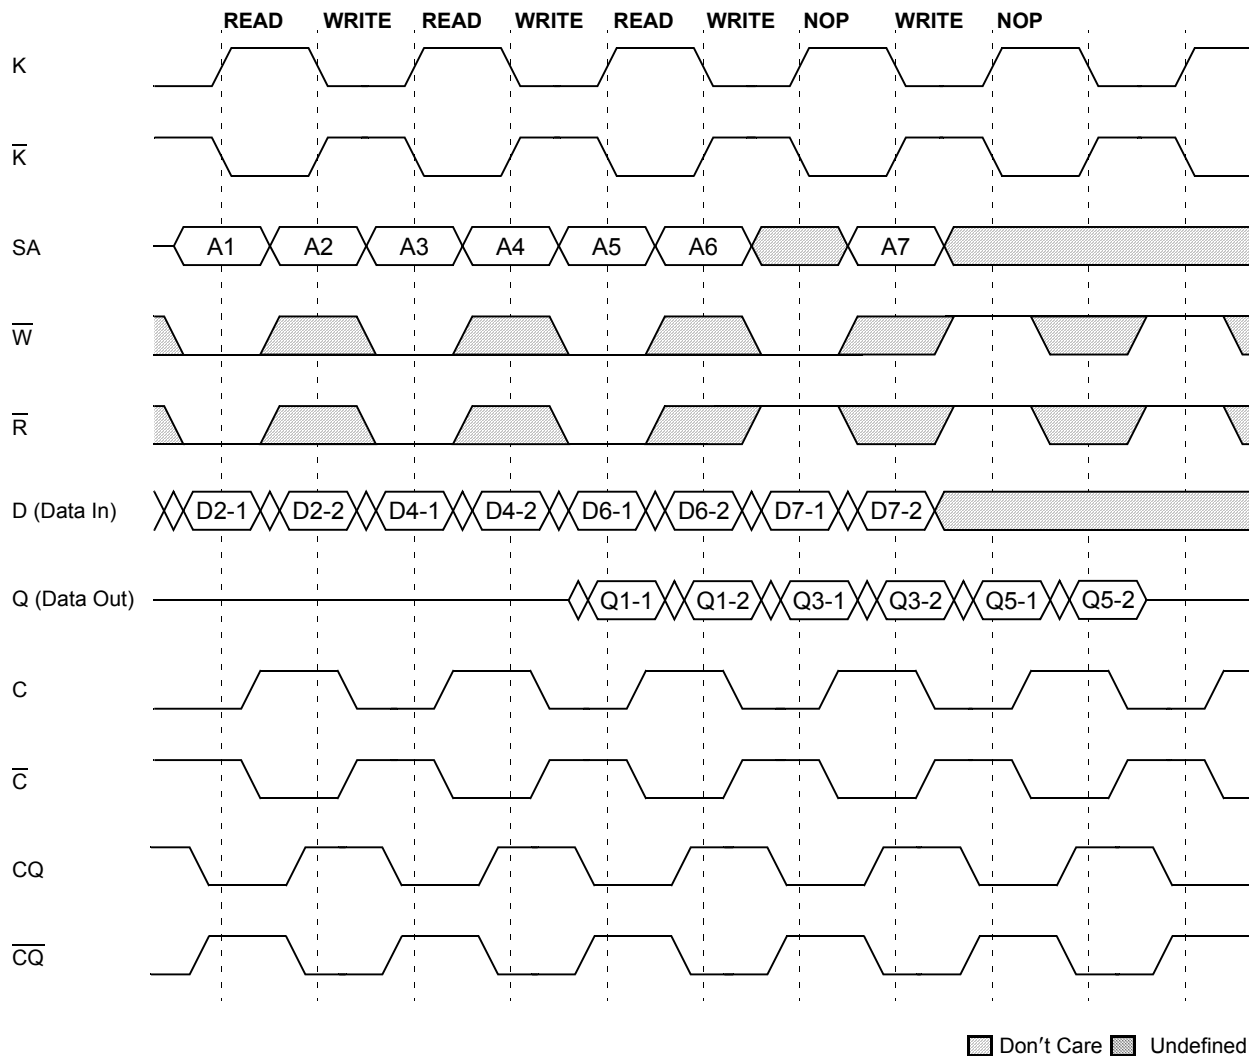 READ WRITE READ WRITE READ WRITE NOP WRITE NOP
K
K̅
SA A1 A2 A3 A4 A5 A6 A7
W̅
R̅
D (Data In) D2-1 D2-2 D4-1 D4-2 D6-1 D6-2 D7-1 D7-2
Q (Data Out) Q1-1 Q1-2 Q3-1 Q3-2 Q5-1 Q5-2
C
C̅
CQ
C̅Q̅
Don't Care Undefined